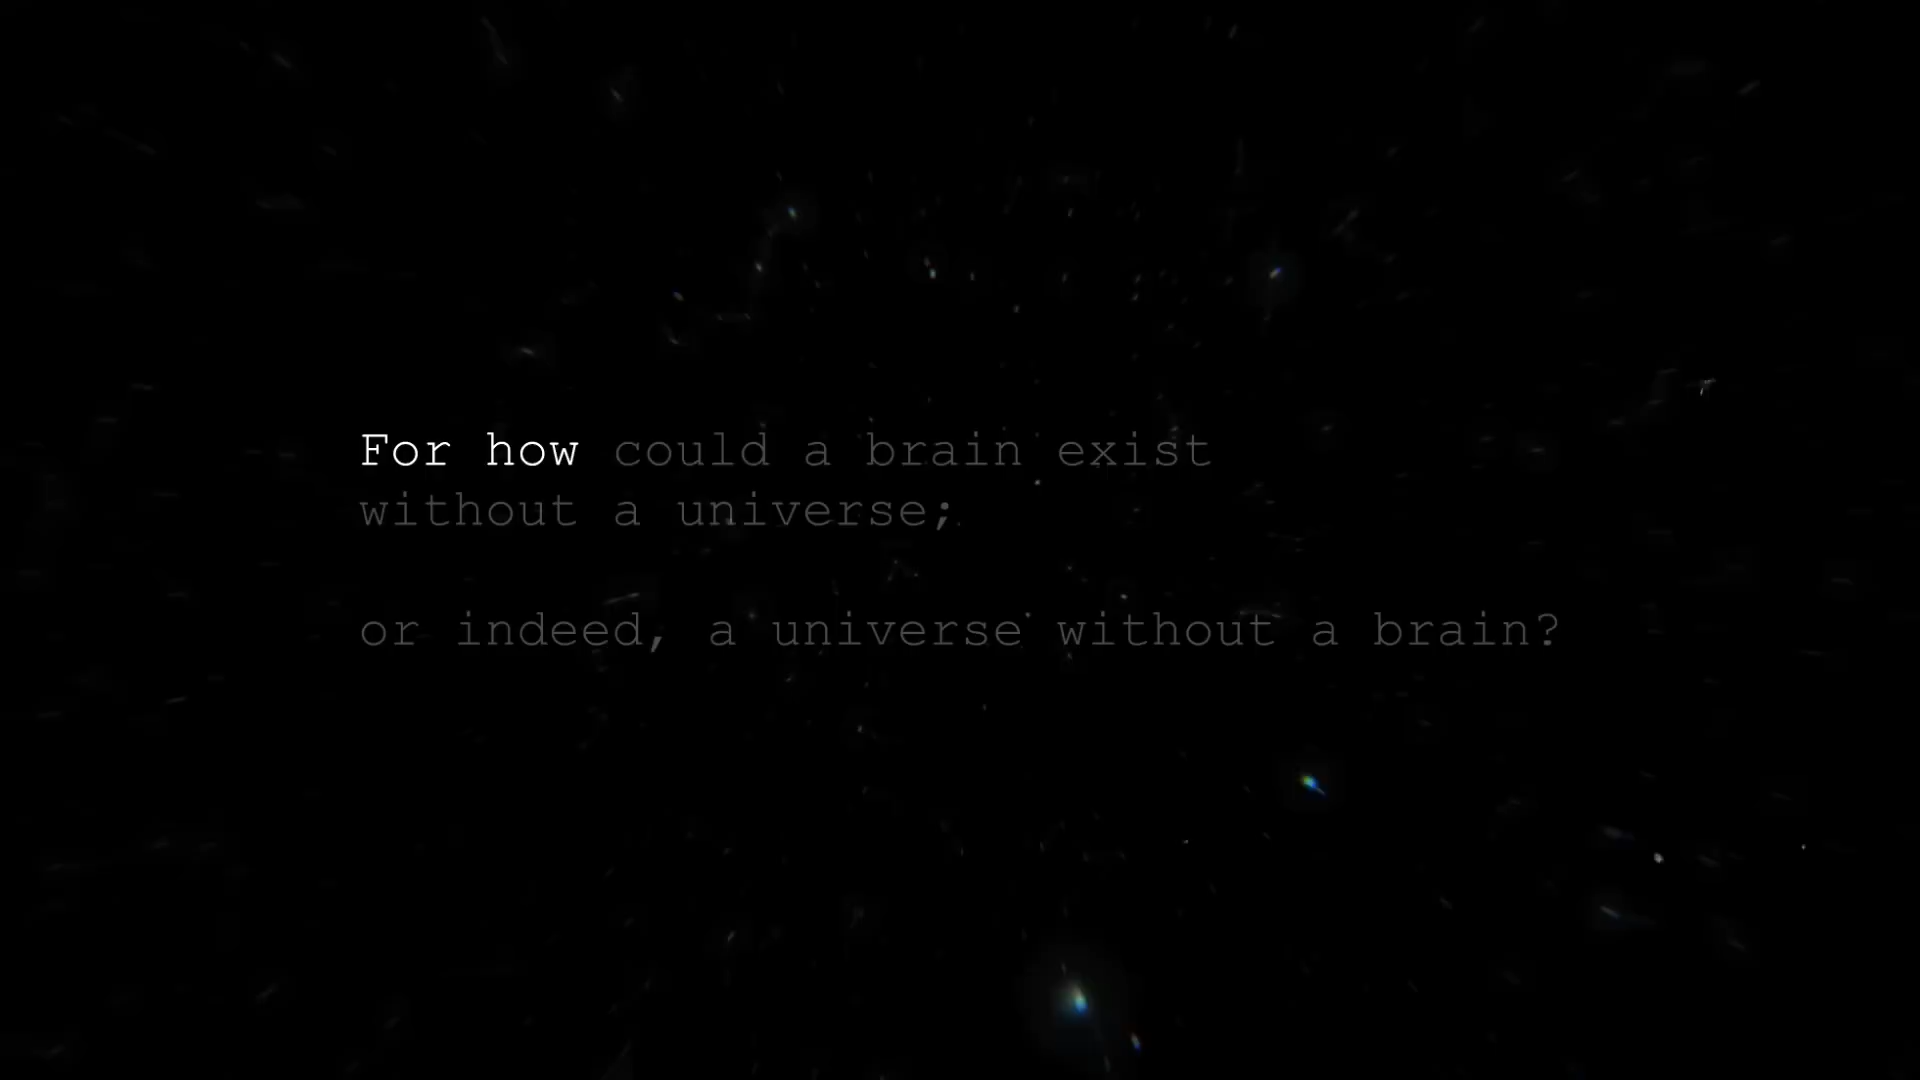 For how could a brain exist
without a universe;
or indeed, a universe without a brain?